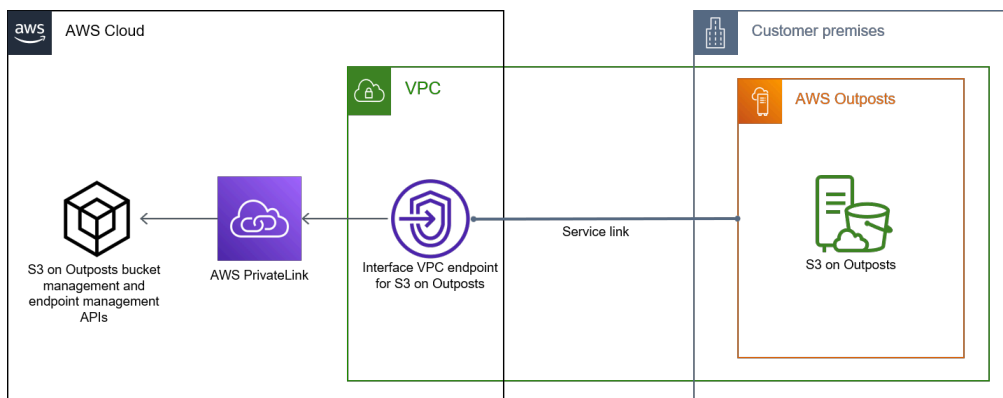 aws
AWS Cloud
Customer premises
VPC
AWS Outposts
Service link
S3 on Outposts bucket
management and
endpoint management
APIs
AWS PrivateLink
Interface VPC endpoint
for S3 on Outposts
S3 on Outposts